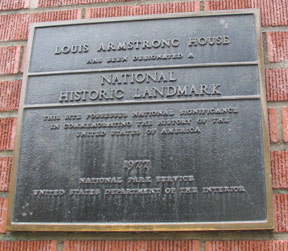 LOUIS ARMSTRONG HOUSE
HAS BEEN DESIGNATED A
NATIONAL
HISTORIC LANDMARK
THIS SITE POSSESSES NATIONAL SIGNIFICANCE
IN COMMEMORATING THE HISTORY OF THE
UNITED STATES OF AMERICA
1977
NATIONAL PARK SERVICE
UNITED STATES DEPARTMENT OF THE INTERIOR